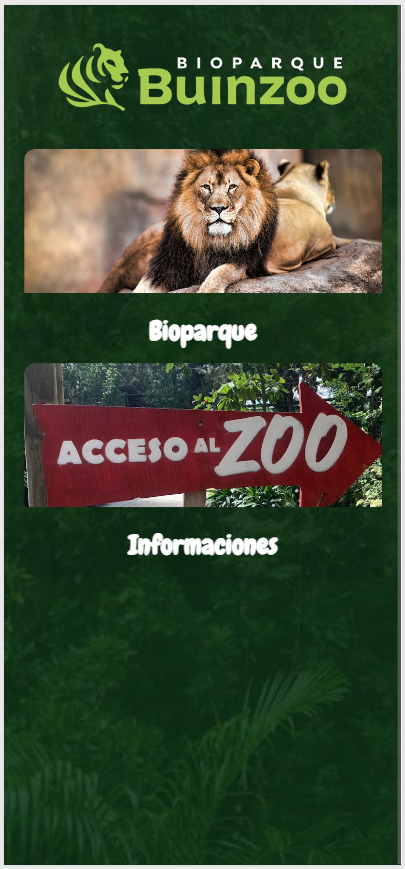 BIOPARQUE
Buinzoo
Bioparque
ACCESO AL ZOO
Informaciones